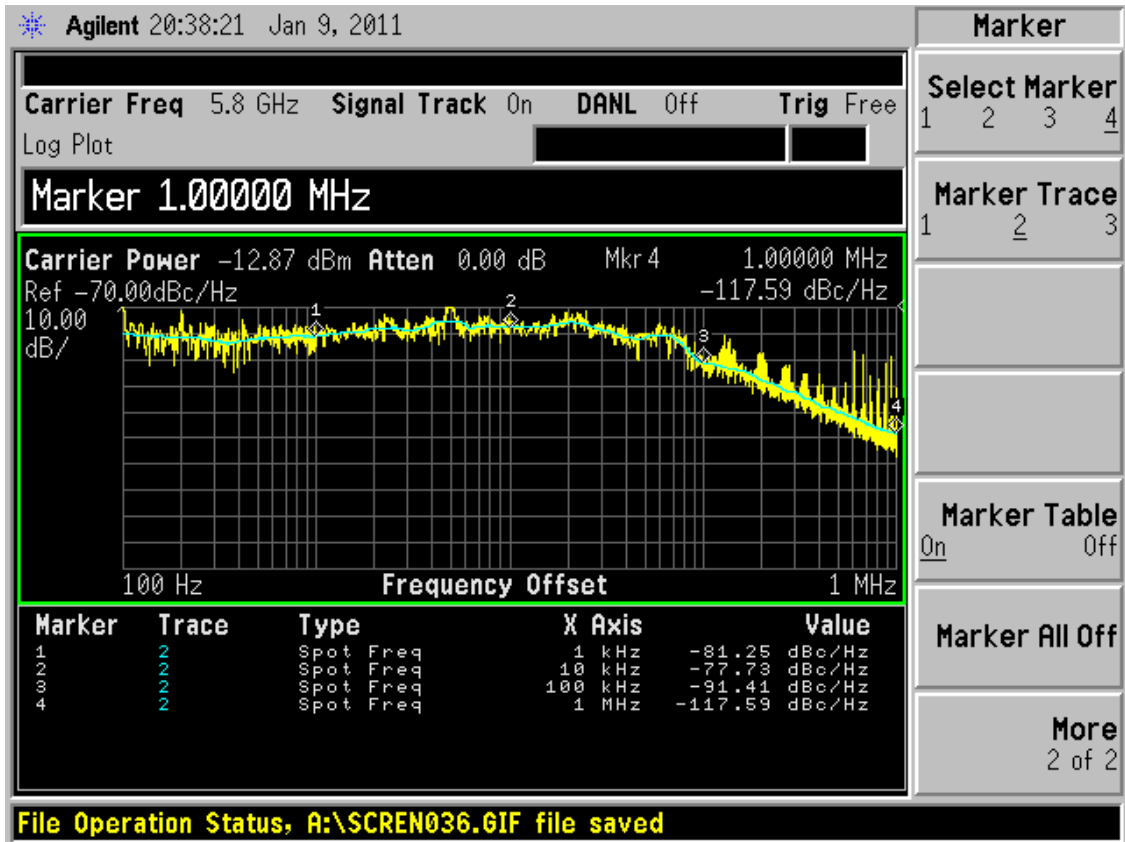 Agilent 20:38:21 Jan 9, 2011
Marker
Carrier Freq 5.8 GHz Signal Track On DANL Off Trig Free
Log Plot
Marker 1.00000 MHz
Carrier Power -12.87 dBm Atten 0.00 dB Mkr 4 1.00000 MHz
Ref -70.00dBc/Hz -117.59 dBc/Hz
10.00
dB/
1
2
3
4
100 Hz Frequency Offset 1 MHz
Marker Trace Type X Axis Value
1 2 Spot Freq 1 kHz -81.25 dBc/Hz
2 2 Spot Freq 10 kHz -77.73 dBc/Hz
3 2 Spot Freq 100 kHz -91.41 dBc/Hz
4 2 Spot Freq 1 MHz -117.59 dBc/Hz
Select Marker
1 2 3 4
Marker Trace
1 2 3
Marker Table
On Off
Marker All Off
More
2 of 2
File Operation Status, A:\SCREN036.GIF file saved